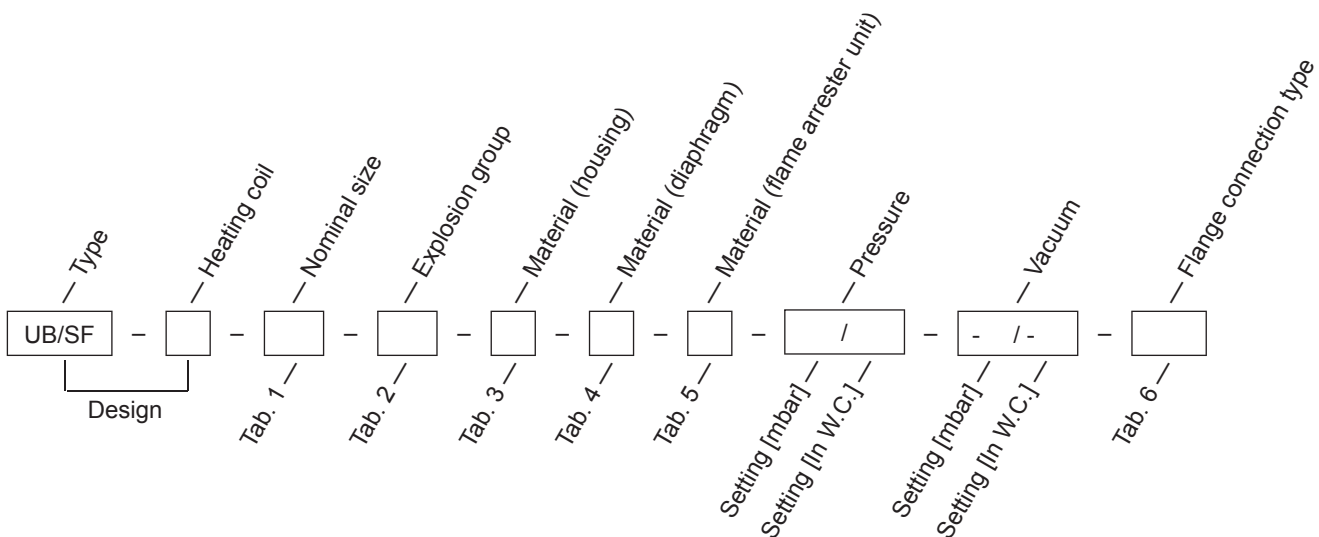 Type
Heating coil
Nominal size
Explosion group
Material (housing)
Material (diaphragm)
Material (flame arrester unit)
Pressure
Vacuum
Flange connection type
UB/SF – – – – – – – / – - / - –
Design
Tab. 1
Tab. 2
Tab. 3
Tab. 4
Tab. 5
Setting [mbar]
Setting [In W.C.]
Setting [mbar]
Setting [In W.C.]
Tab. 6